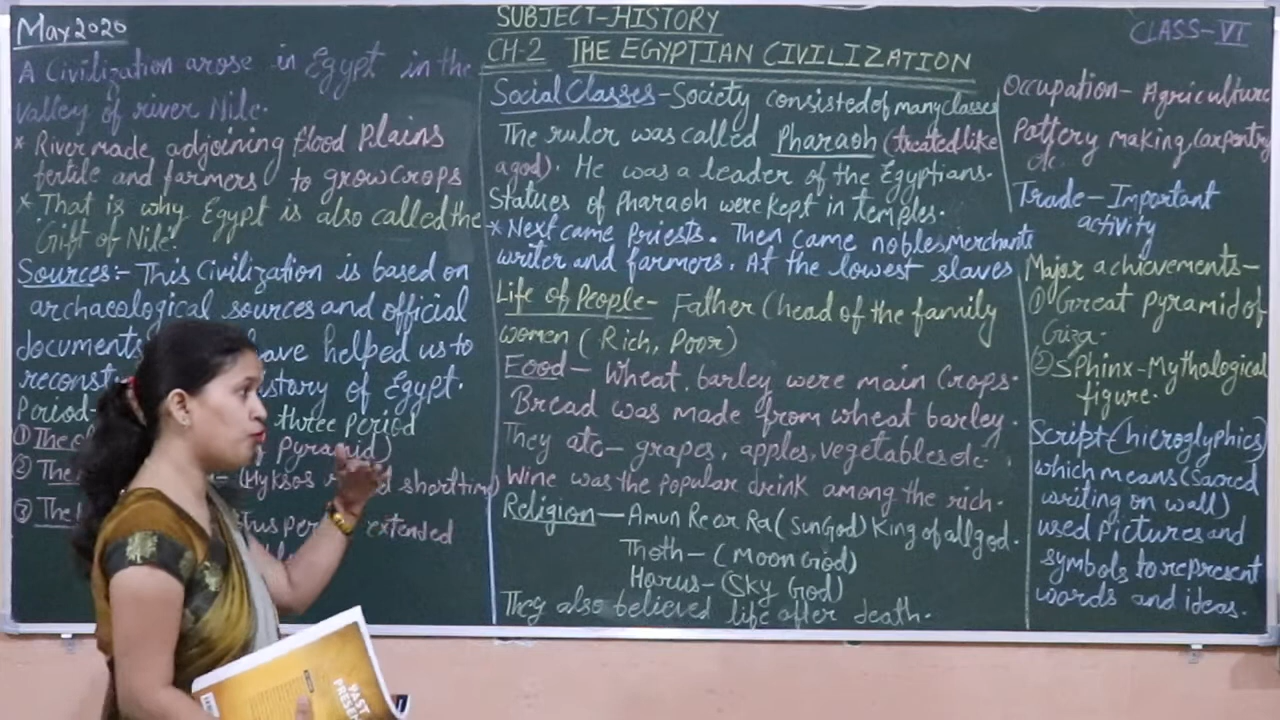 May 2020
SUBJECT-HISTORY
CLASS-VI
CH-2 THE EGYPTIAN CIVILIZATION
A Civilization arose in Egypt in the
valley of river Nile.
* River made adjoining flood Plains
fertile and farmers to grow crops
* That is why Egypt is also called the
Gift of Nile.
Sources:- This Civilization is based on
archaeological sources and official
documents have helped us to
history of Egypt.
Period- three Period
① The Pyramid)
② The (Hyksos short time)
③ The extended
Social Classes-Society consisted of many classes
The ruler was called Pharaoh (treated like
a god). He was a leader of the Egyptians.
Statues of Pharaoh were kept in temples.
* Next came Priests. Then came nobles Merchants
writer and farmers. At the lowest slaves
Life of People- Father (head of the family
women (Rich, Poor)
Food- Wheat, barley were main Crops.
Bread was made from wheat barley.
They ate- grapes, apples, vegetables etc.
Wine was the popular drink among the rich.
Religion-Amun Re or Ra (Sun God) King of all god.
Thoth-(Moon God)
Horus-(Sky God)
They also believed life after death.
Occupation- Agriculture
Pottery making, carpentry
etc.
Trade-Important
activity
Major achievements-
① Great Pyramid of
Giza.
② Sphinx-Mythological
figure.
Script-(hieroglyphics)
which means (Sacred
writing on wall)
used Pictures and
symbols to represent
words and ideas.
PAST
PRESEN